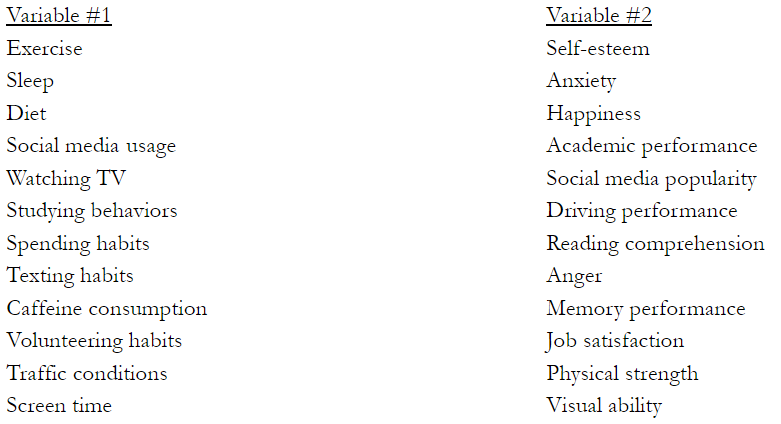 Variable #1 Variable #2
Exercise Self-esteem
Sleep Anxiety
Diet Happiness
Social media usage Academic performance
Watching TV Social media popularity
Studying behaviors Driving performance
Spending habits Reading comprehension
Texting habits Anger
Caffeine consumption Memory performance
Volunteering habits Job satisfaction
Traffic conditions Physical strength
Screen time Visual ability